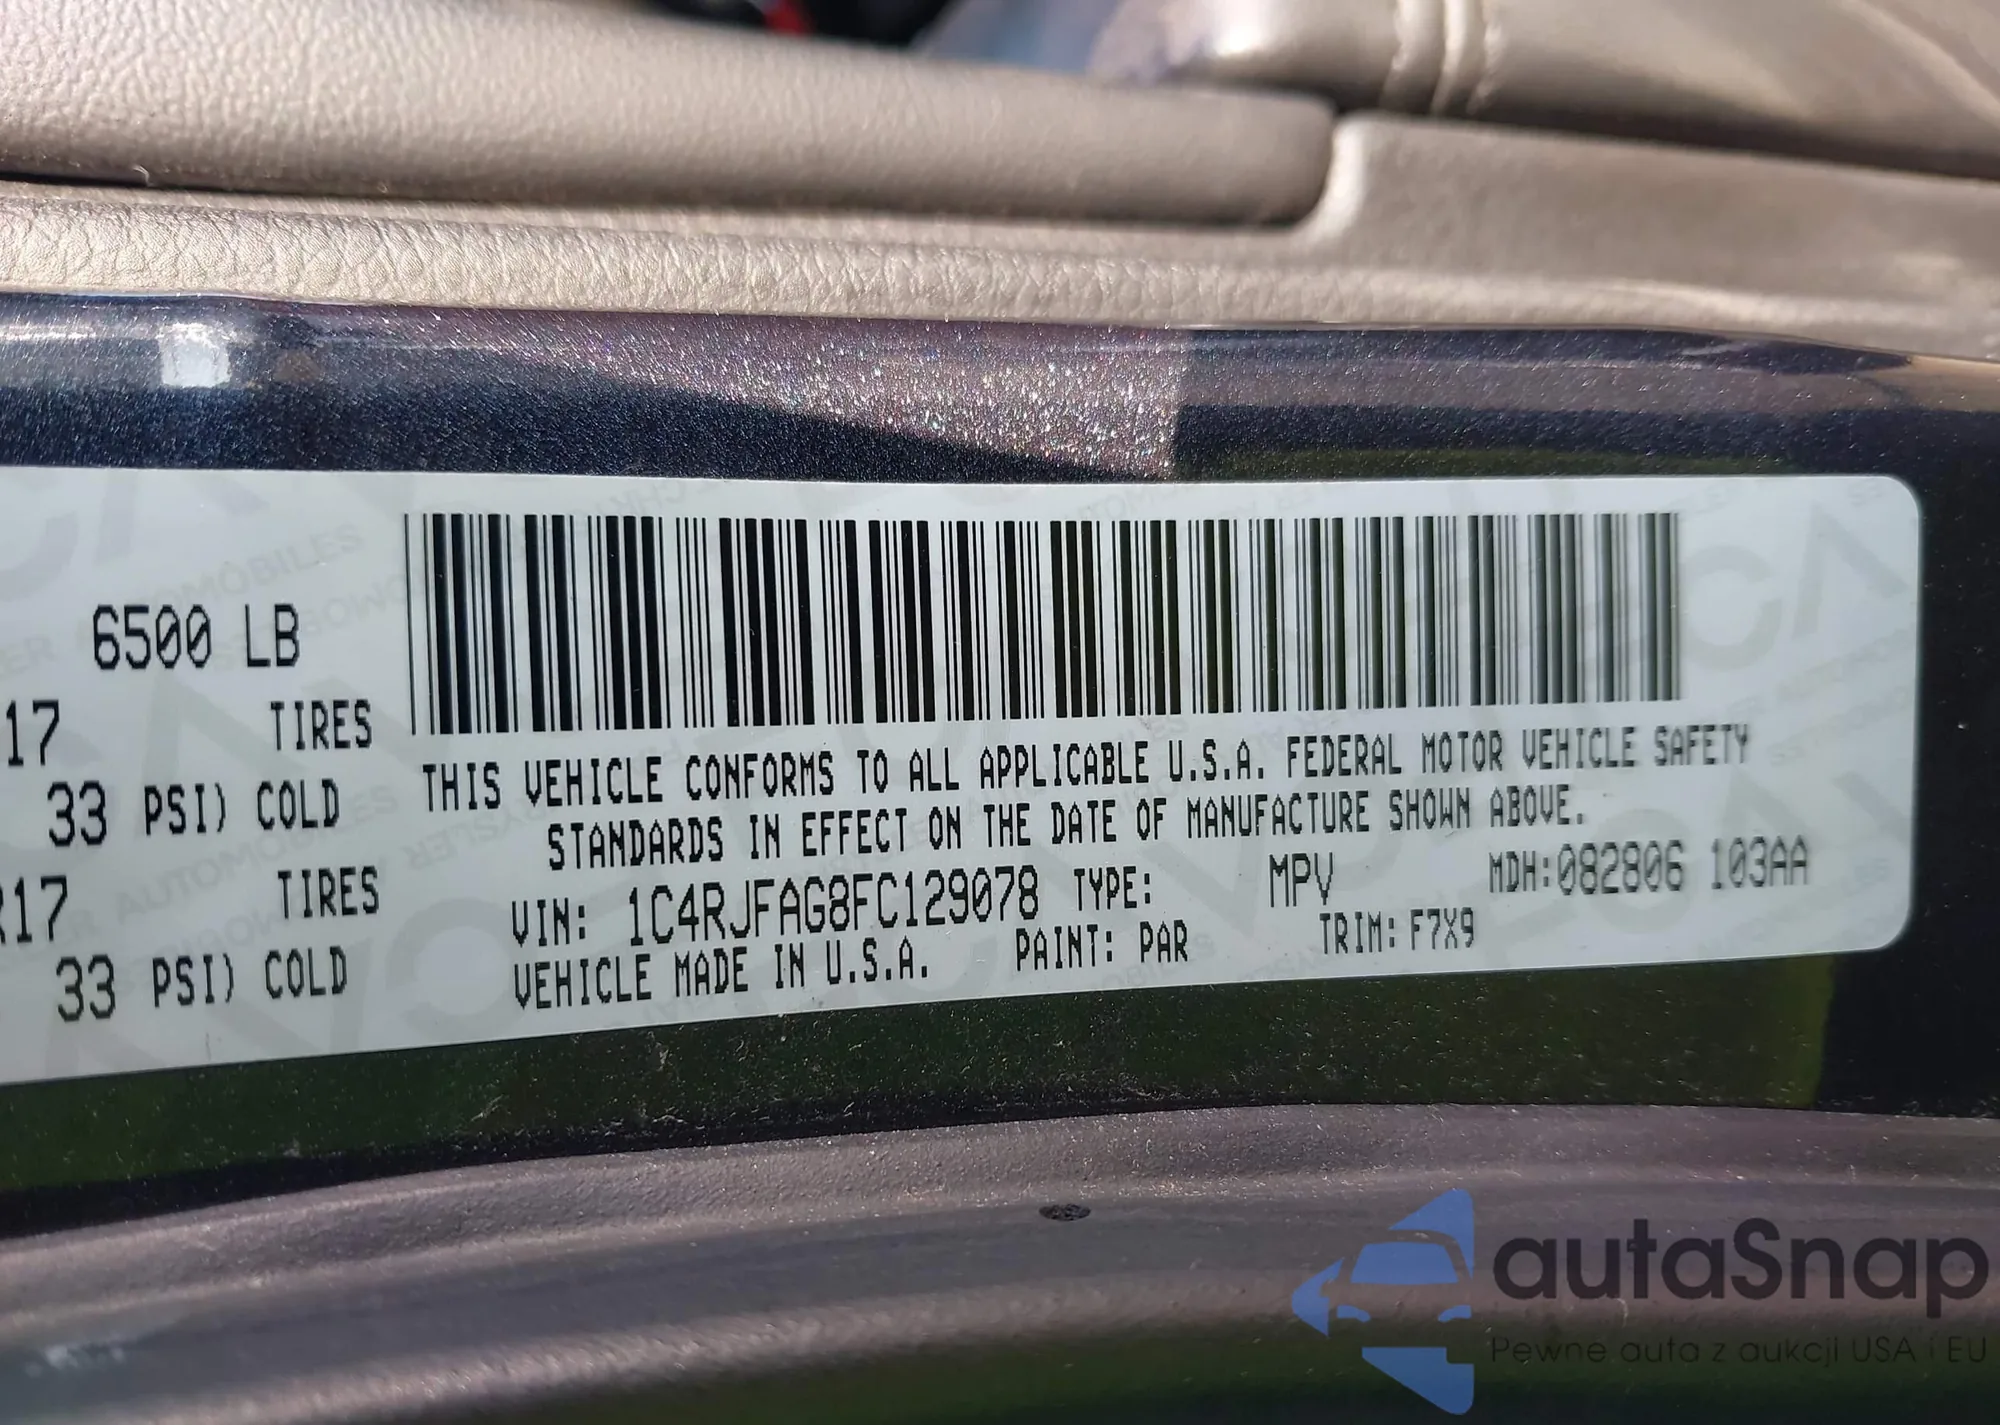 6500 LB
17 TIRES
33 PSI) COLD
R17 TIRES
33 PSI) COLD
THIS VEHICLE CONFORMS TO ALL APPLICABLE U.S.A. FEDERAL MOTOR VEHICLE SAFETY
STANDARDS IN EFFECT ON THE DATE OF MANUFACTURE SHOWN ABOVE.
VIN: 1C4RJFAG8FC129078 TYPE: MPV MDH:082806 103AA
VEHICLE MADE IN U.S.A. PAINT: PAR TRIM: F7X9
autaSnap
Pewne auta z aukcji USA i EU